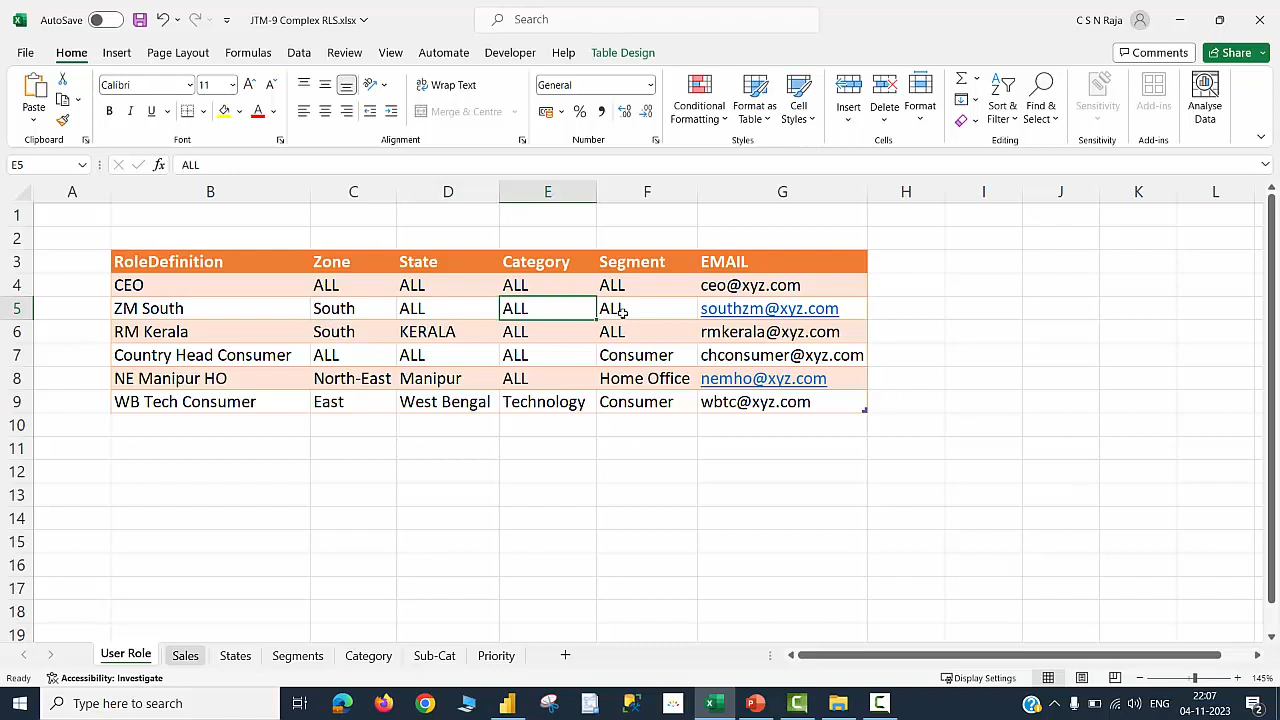 AutoSave JTM-9 Complex RLS.xlsx Search C S N Raja
File Home Insert Page Layout Formulas Data Review View Automate Developer Help Table Design Comments Share
Calibri 11 Wrap Text General
Paste B I U Merge & Centre Conditional Formatting Format as Table Cell Styles Insert Delete Format Sort & Filter Find & Select Sensitivity Add-ins Analyse Data
Clipboard Font Alignment Number Styles Cells Editing Sensitivity Add-ins
E5 fx ALL
A B C D E F G H I J K L
1
2
3 RoleDefinition Zone State Category Segment EMAIL
4 CEO ALL ALL ALL ALL ceo@xyz.com
5 ZM South South ALL ALL ALL southzm@xyz.com
6 RM Kerala South KERALA ALL ALL rmkerala@xyz.com
7 Country Head Consumer ALL ALL ALL Consumer chconsumer@xyz.com
8 NE Manipur HO North-East Manipur ALL Home Office nemho@xyz.com
9 WB Tech Consumer East West Bengal Technology Consumer wbtc@xyz.com
10
11
12
13
14
15
16
17
18
19
User Role Sales States Segments Category Sub-Cat Priority
Ready Accessibility: Investigate Display Settings 145%
Type here to search ENG 22:07
04-11-2023 2